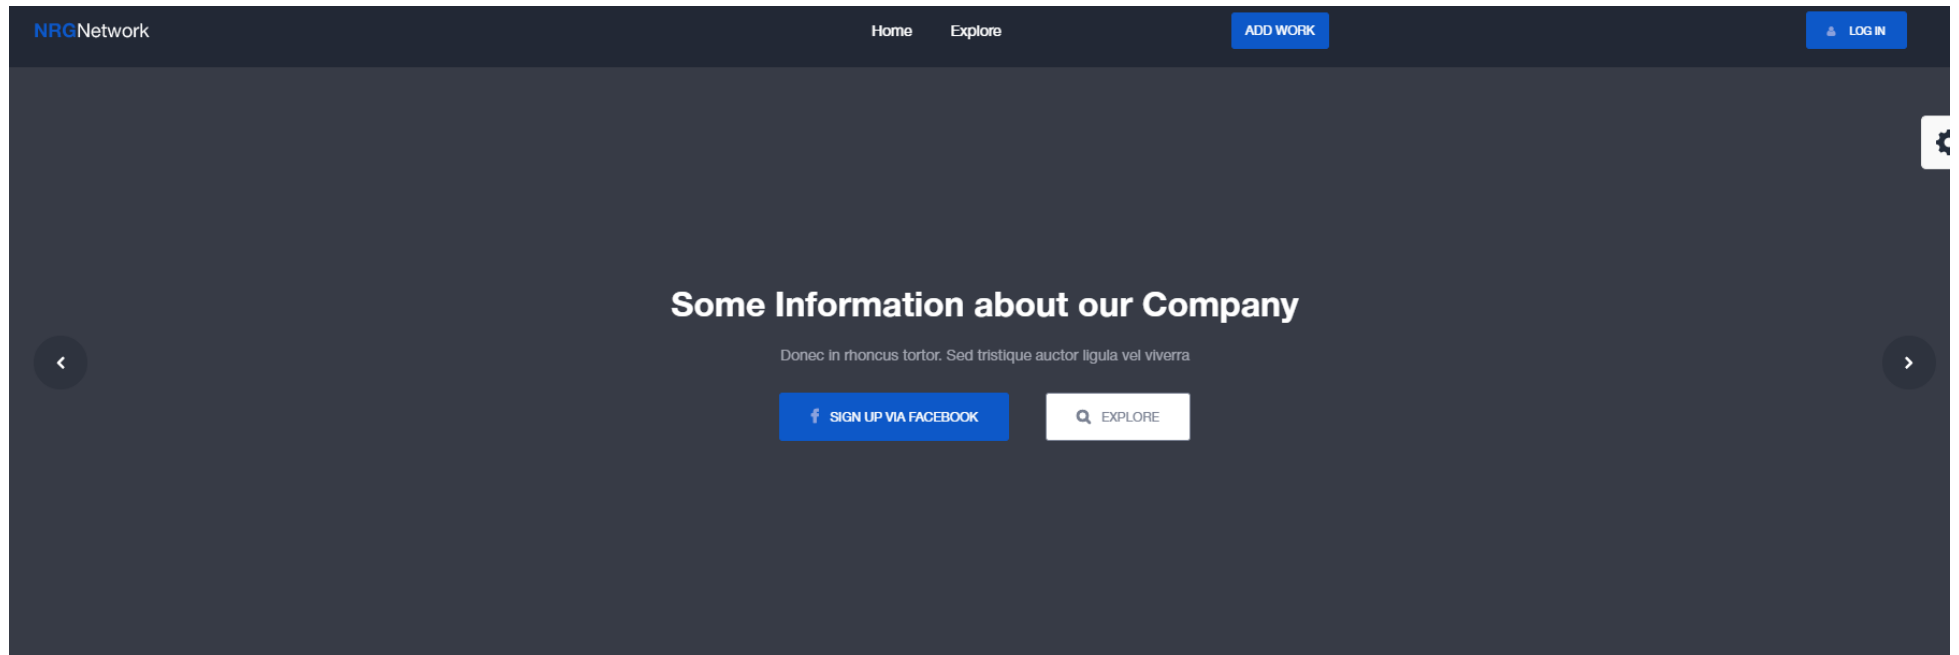 NRGNetwork
Home
Explore
ADD WORK
LOG IN
Some Information about our Company
Donec in rhoncus tortor. Sed tristique auctor ligula vel viverra
SIGN UP VIA FACEBOOK
EXPLORE